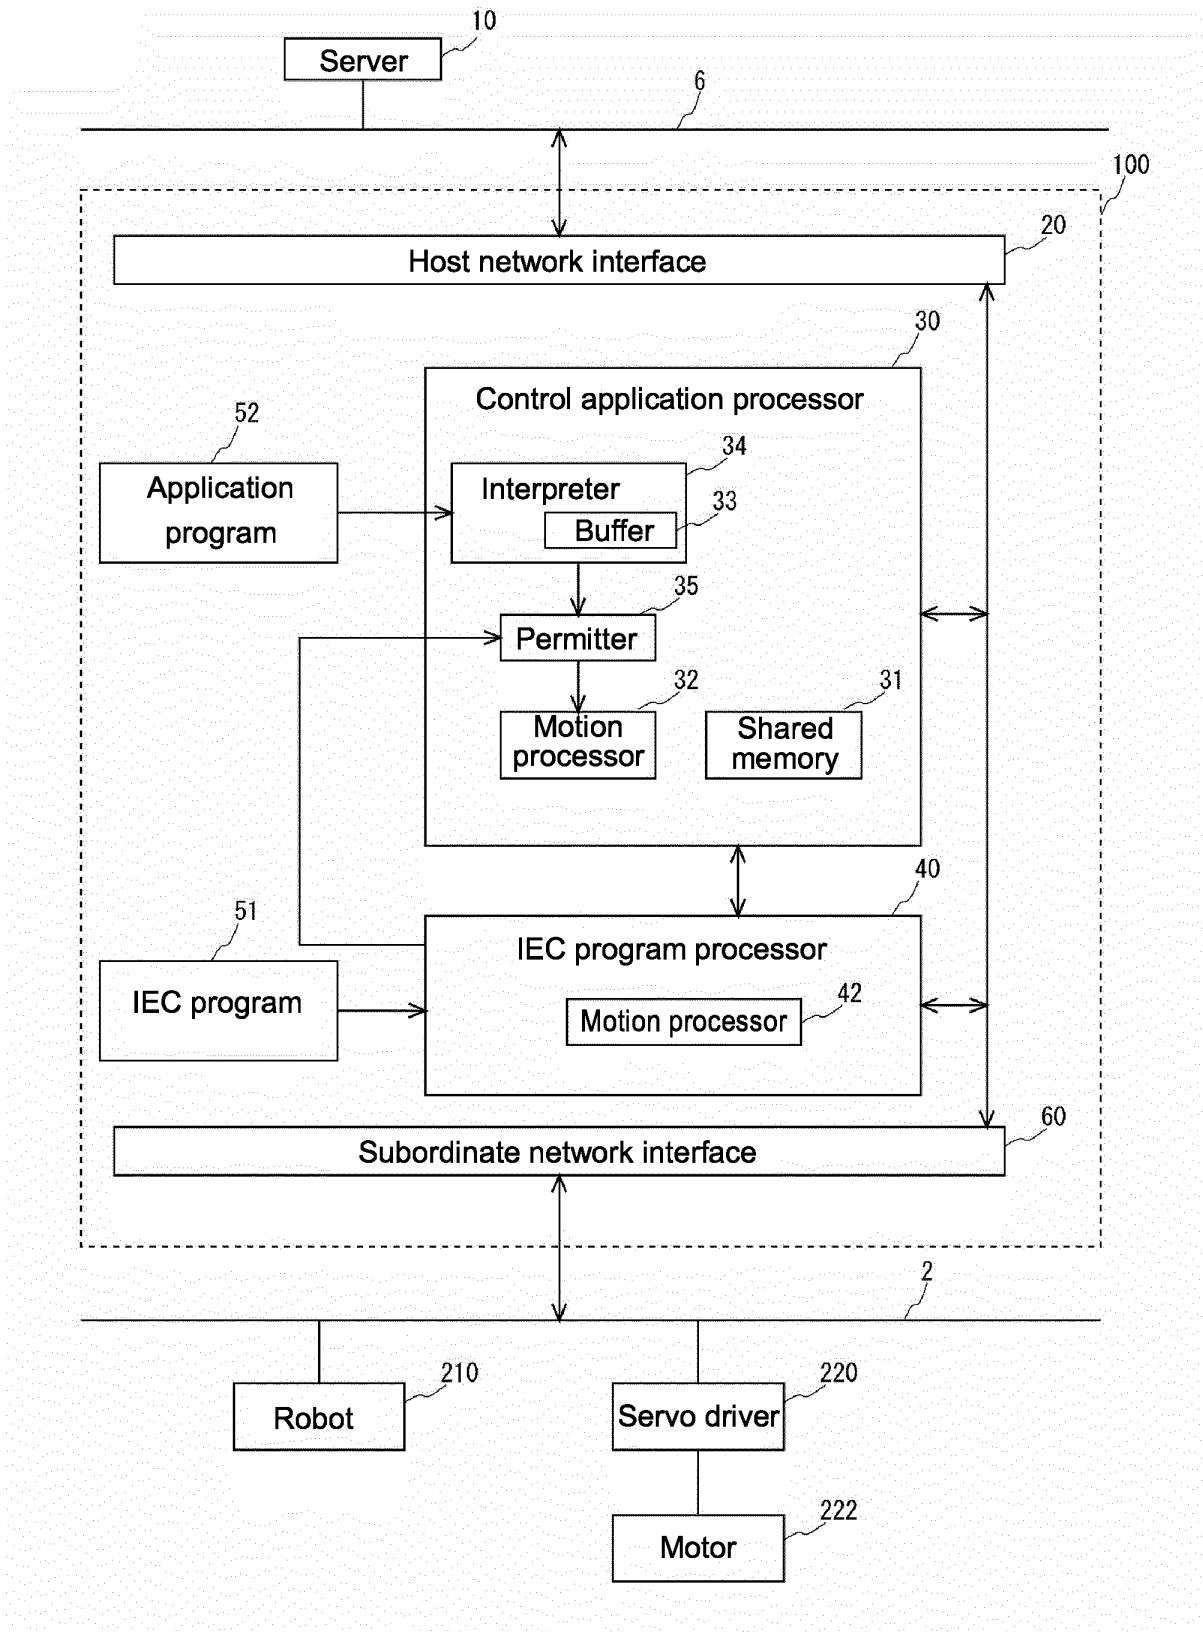 10
Server
6
100
20
Host network interface
30
Control application processor
52
Application
program
34
Interpreter
33
Buffer
35
Permitter
32
Motion
processor
31
Shared
memory
40
IEC program processor
51
IEC program
42
Motion processor
60
Subordinate network interface
2
210
Robot
220
Servo driver
222
Motor